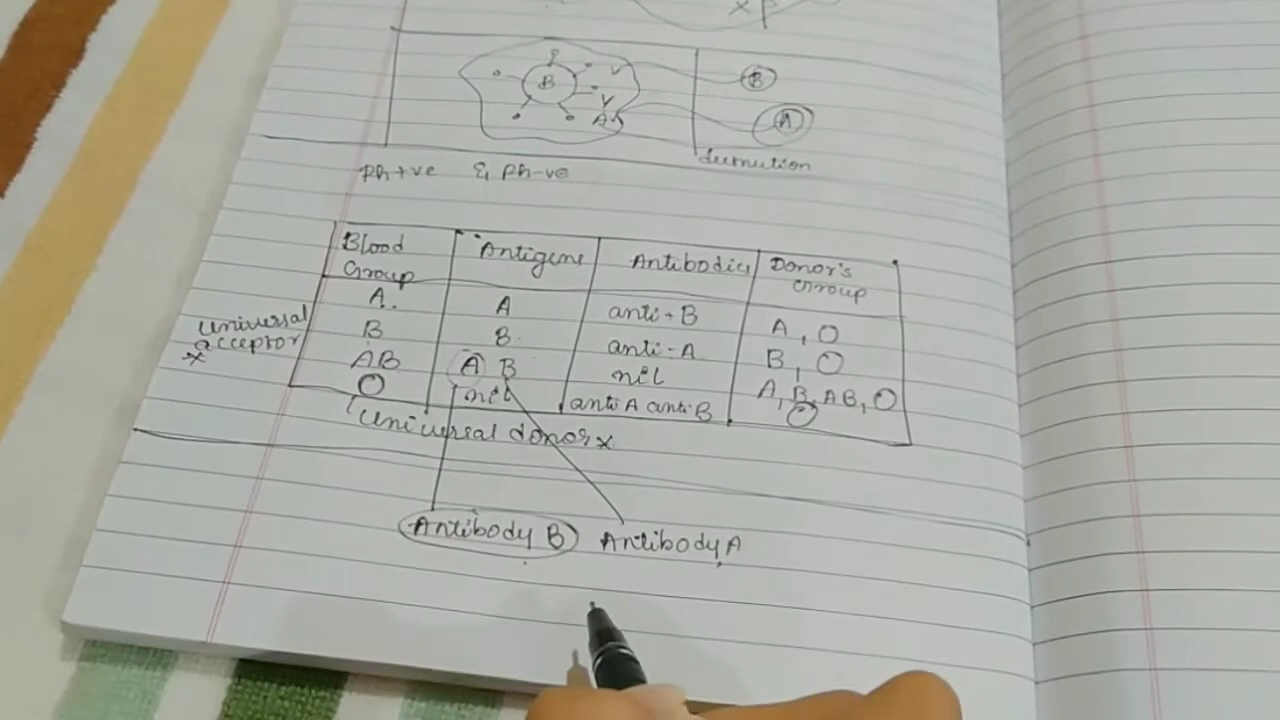 B
B
A
Rh+ve & Rh-ve
Blood Group
Antigens
Antibodies
Donor's Group
A
A
anti-B
A, O
B
B
anti-A
B, O
universal acceptor
AB
A B
nil
A, B, AB, O
O
nil
anti A anti B
O
Universal donor
Antibody B
Antibody A